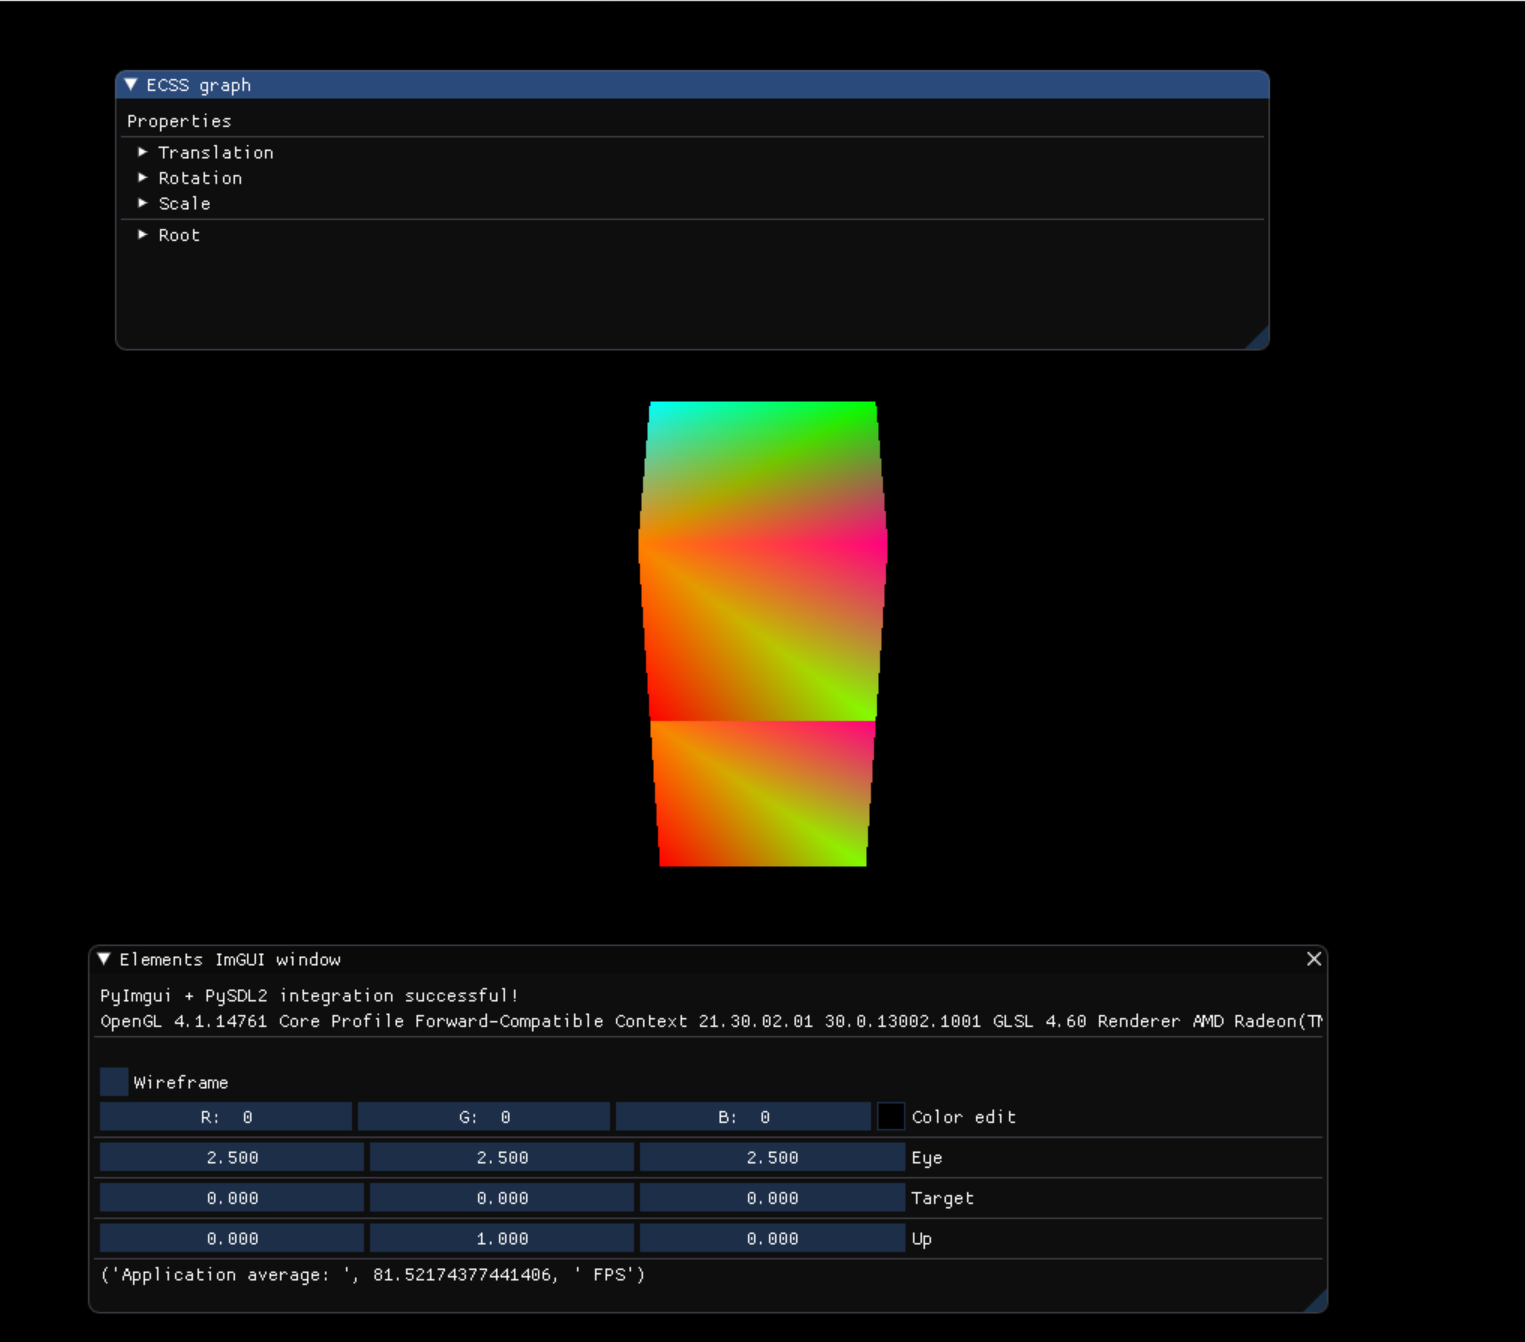 ECSS graph
Properties
Translation
Rotation
Scale
Root
Elements ImGUI window
PyImgui + PySDL2 integration successful!
OpenGL 4.1.14761 Core Profile Forward-Compatible Context 21.30.02.01 30.0.13002.1001 GLSL 4.60 Renderer AMD Radeon(TM
Wireframe
R: 0 G: 0 B: 0 Color edit
2.500 2.500 2.500 Eye
0.000 0.000 0.000 Target
0.000 1.000 0.000 Up
('Application average: ', 81.52174377441406, ' FPS')